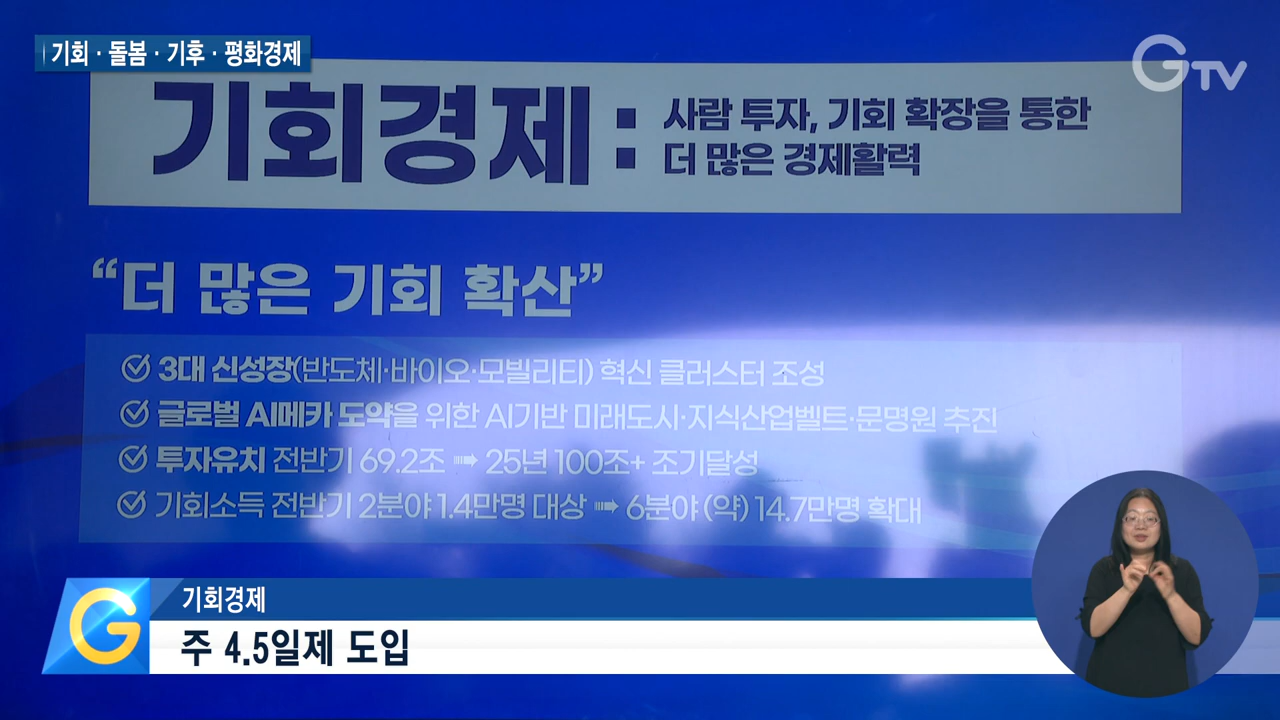 기회·돌봄·기후·평화경제
GTV
기회경제 : 사람 투자, 기회 확장을 통한
더 많은 경제활력
“더 많은 기회 확산”
3대 신성장(반도체·바이오·모빌리티) 혁신 클러스터 조성
글로벌 AI메카 도약을 위한 AI기반 미래도시·지식산업벨트·문명원 추진
투자유치 전반기 69.2조 ➠ 25년 100조+ 조기달성
기회소득 전반기 2분야 1.4만명 대상 ➠ 6분야 (약) 14.7만명 확대
G
기회경제
주 4.5일제 도입